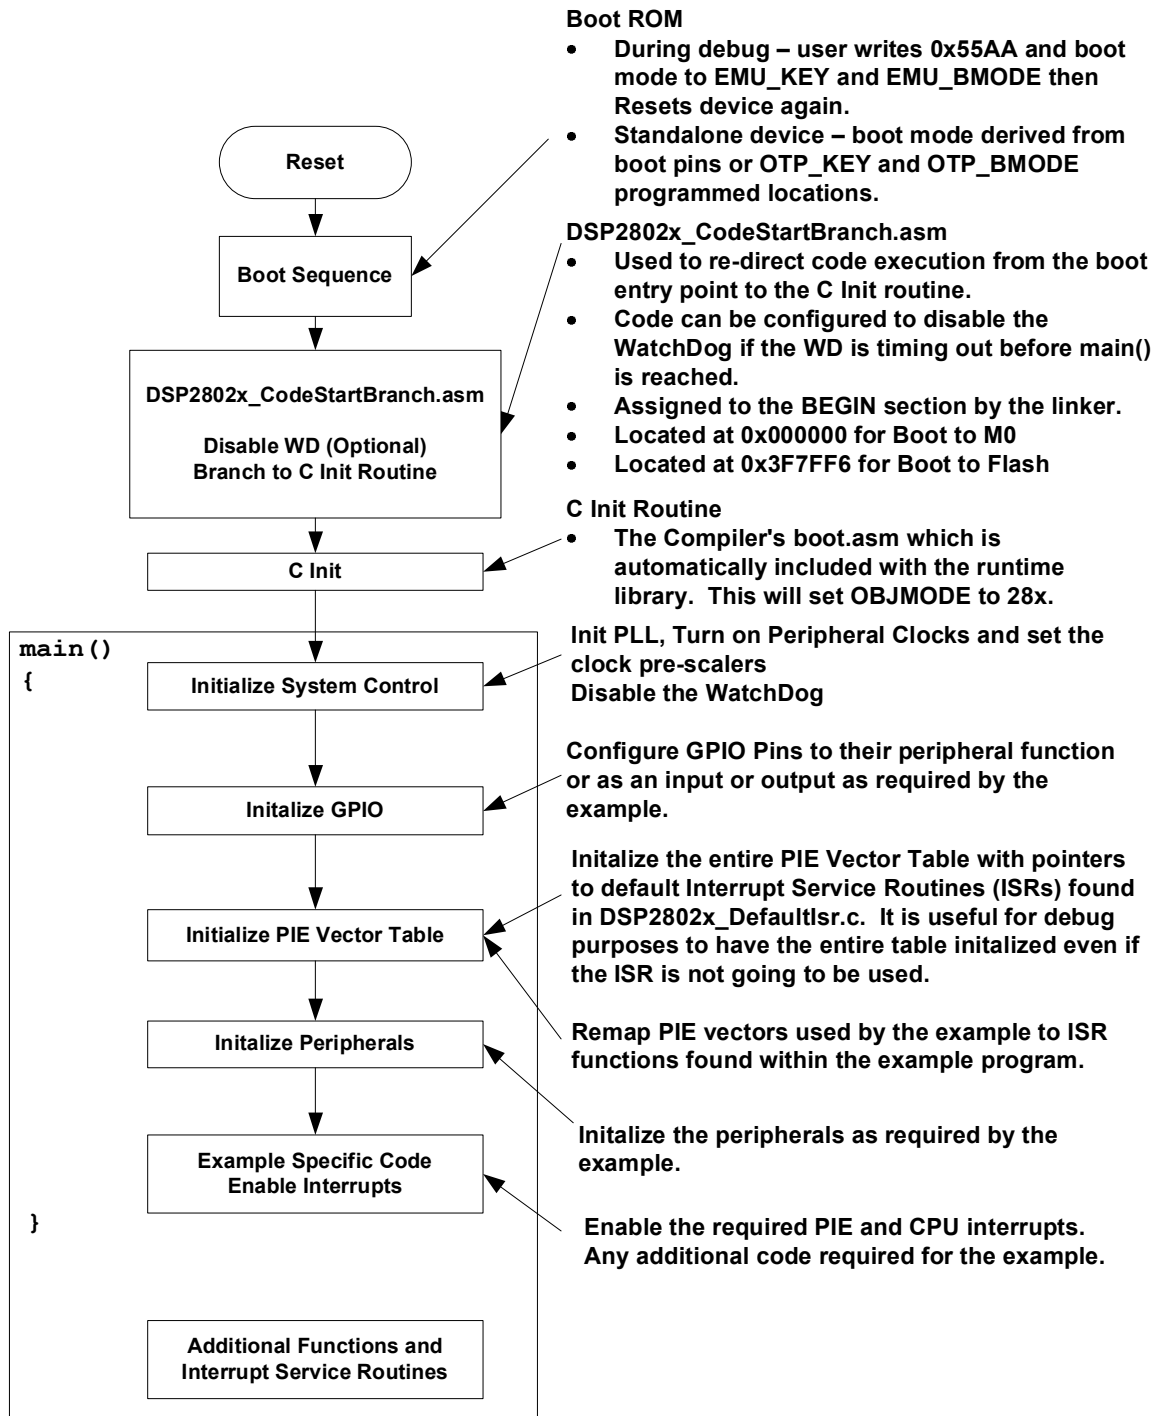 Boot ROM
• During debug – user writes 0x55AA and boot
mode to EMU_KEY and EMU_BMODE then
Resets device again.
• Standalone device – boot mode derived from
boot pins or OTP_KEY and OTP_BMODE
programmed locations.
Reset
Boot Sequence
DSP2802x_CodeStartBranch.asm
• Used to re-direct code execution from the boot
entry point to the C Init routine.
• Code can be configured to disable the
WatchDog if the WD is timing out before main()
is reached.
• Assigned to the BEGIN section by the linker.
• Located at 0x000000 for Boot to M0
• Located at 0x3F7FF6 for Boot to Flash
DSP2802x_CodeStartBranch.asm
Disable WD (Optional)
Branch to C Init Routine
C Init Routine
• The Compiler's boot.asm which is
automatically included with the runtime
library. This will set OBJMODE to 28x.
C Init
main()
{
Initialize System Control
Init PLL, Turn on Peripheral Clocks and set the
clock pre-scalers
Disable the WatchDog
Initalize GPIO
Configure GPIO Pins to their peripheral function
or as an input or output as required by the
example.
Initialize PIE Vector Table
Initalize the entire PIE Vector Table with pointers
to default Interrupt Service Routines (ISRs) found
in DSP2802x_DefaultIsr.c. It is useful for debug
purposes to have the entire table initalized even if
the ISR is not going to be used.
Remap PIE vectors used by the example to ISR
functions found within the example program.
Initalize Peripherals
Initalize the peripherals as required by the
example.
Example Specific Code
Enable Interrupts
Enable the required PIE and CPU interrupts.
Any additional code required for the example.
}
Additional Functions and
Interrupt Service Routines